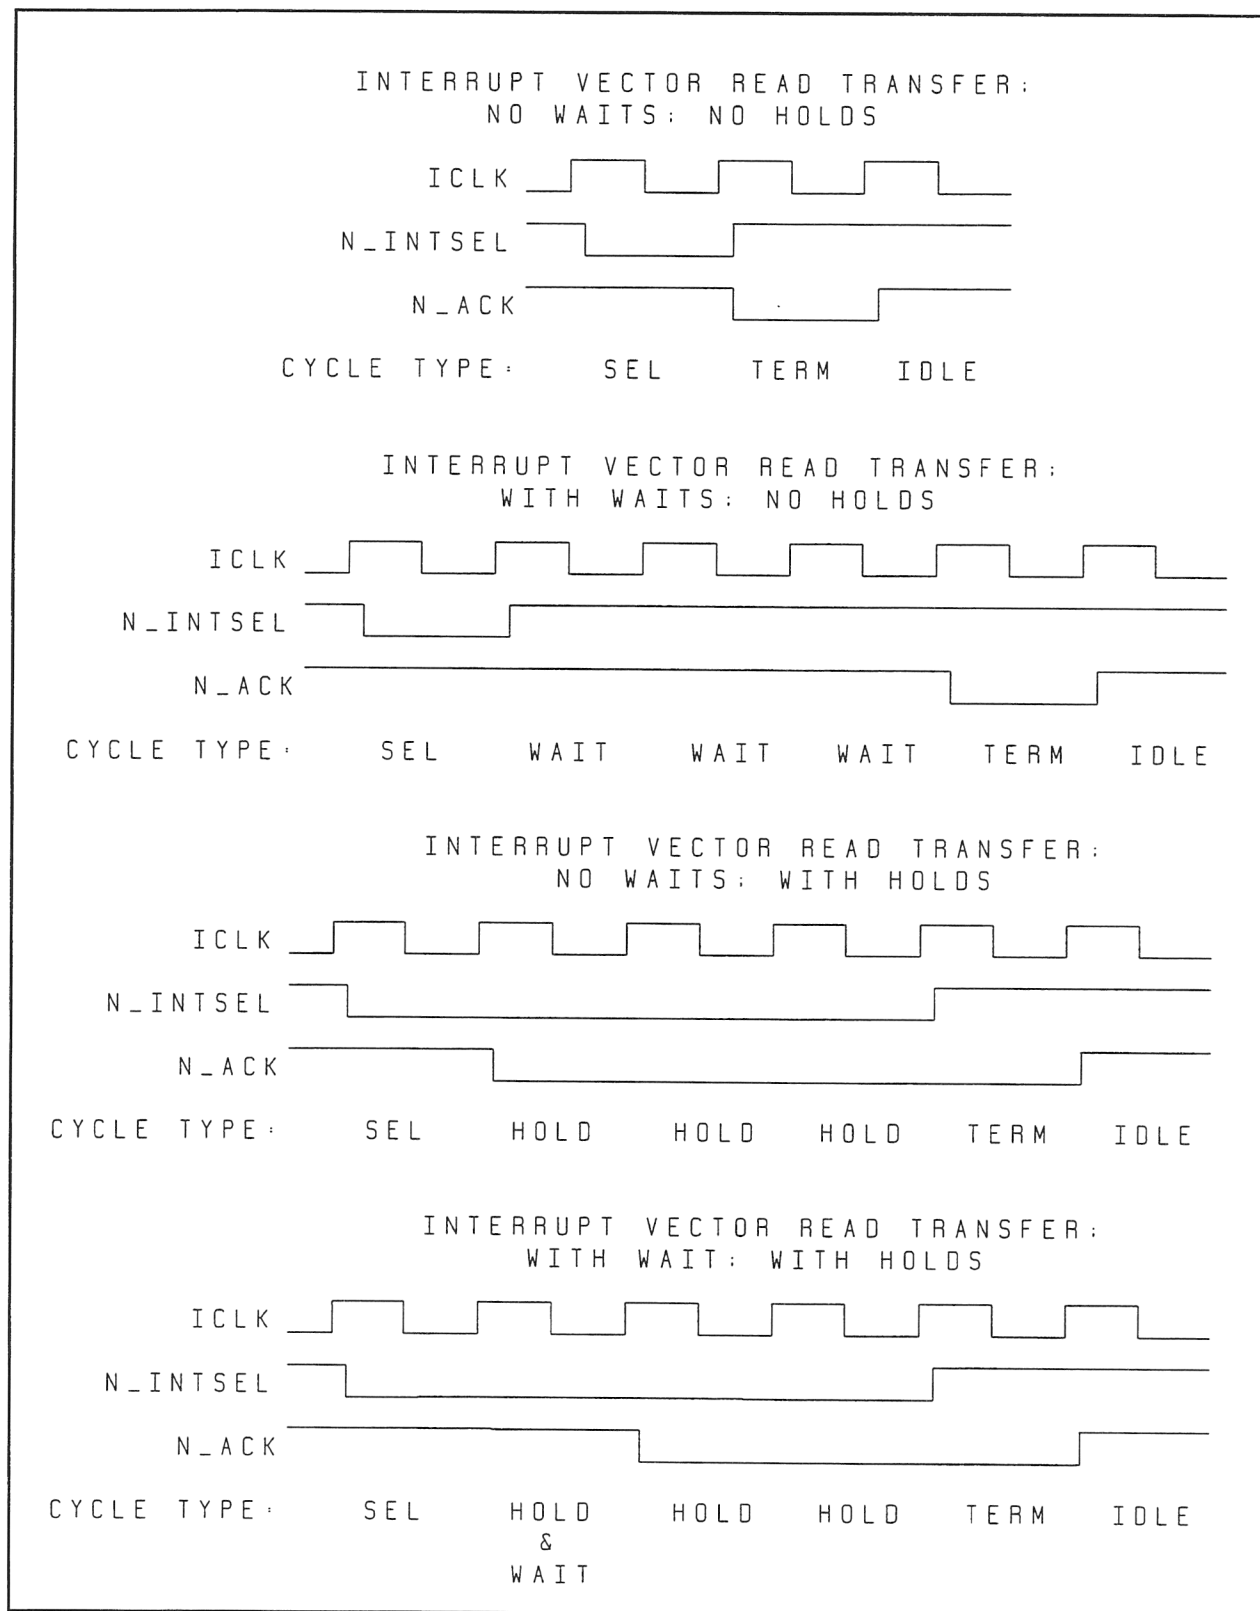 INTERRUPT VECTOR READ TRANSFER:
NO WAITS: NO HOLDS
ICLK
N_INTSEL
N_ACK
CYCLE TYPE: SEL TERM IDLE
INTERRUPT VECTOR READ TRANSFER:
WITH WAITS: NO HOLDS
ICLK
N_INTSEL
N_ACK
CYCLE TYPE: SEL WAIT WAIT WAIT TERM IDLE
INTERRUPT VECTOR READ TRANSFER:
NO WAITS: WITH HOLDS
ICLK
N_INTSEL
N_ACK
CYCLE TYPE: SEL HOLD HOLD HOLD TERM IDLE
INTERRUPT VECTOR READ TRANSFER:
WITH WAIT: WITH HOLDS
ICLK
N_INTSEL
N_ACK
CYCLE TYPE: SEL HOLD HOLD HOLD TERM IDLE
&
WAIT